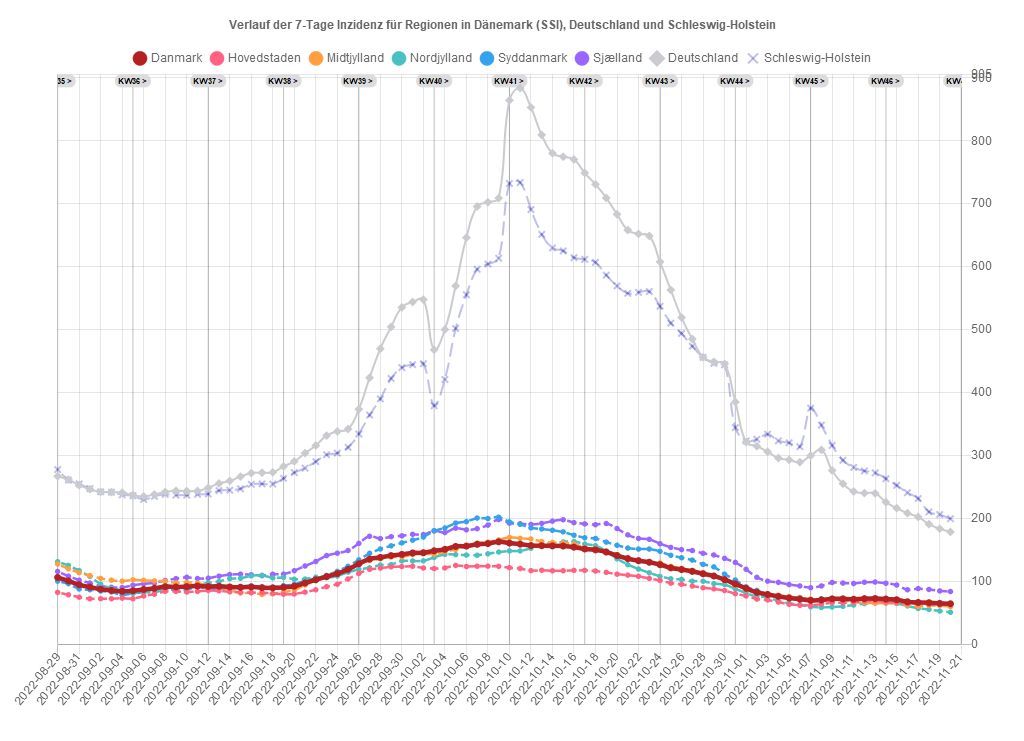 Verlauf der 7-Tage Inzidenz für Regionen in Dänemark (SSI), Deutschland und Schleswig-Holstein
Danmark Hovedstaden Midtjylland Nordjylland Syddanmark Sjælland Deutschland Schleswig-Holstein
35 > KW36 > KW37 > KW38 > KW39 > KW40 > KW41 > KW42 > KW43 > KW44 > KW45 > KW46 > KW4
905
900
800
700
600
500
400
300
200
100
0
2022-08-29 2022-08-31 2022-09-02 2022-09-04 2022-09-06 2022-09-08 2022-09-10 2022-09-12 2022-09-14 2022-09-16 2022-09-18 2022-09-20 2022-09-22 2022-09-24 2022-09-26 2022-09-28 2022-09-30 2022-10-02 2022-10-04 2022-10-06 2022-10-08 2022-10-10 2022-10-12 2022-10-14 2022-10-16 2022-10-18 2022-10-20 2022-10-22 2022-10-24 2022-10-26 2022-10-28 2022-10-30 2022-11-01 2022-11-03 2022-11-05 2022-11-07 2022-11-09 2022-11-11 2022-11-13 2022-11-15 2022-11-17 2022-11-19 2022-11-21